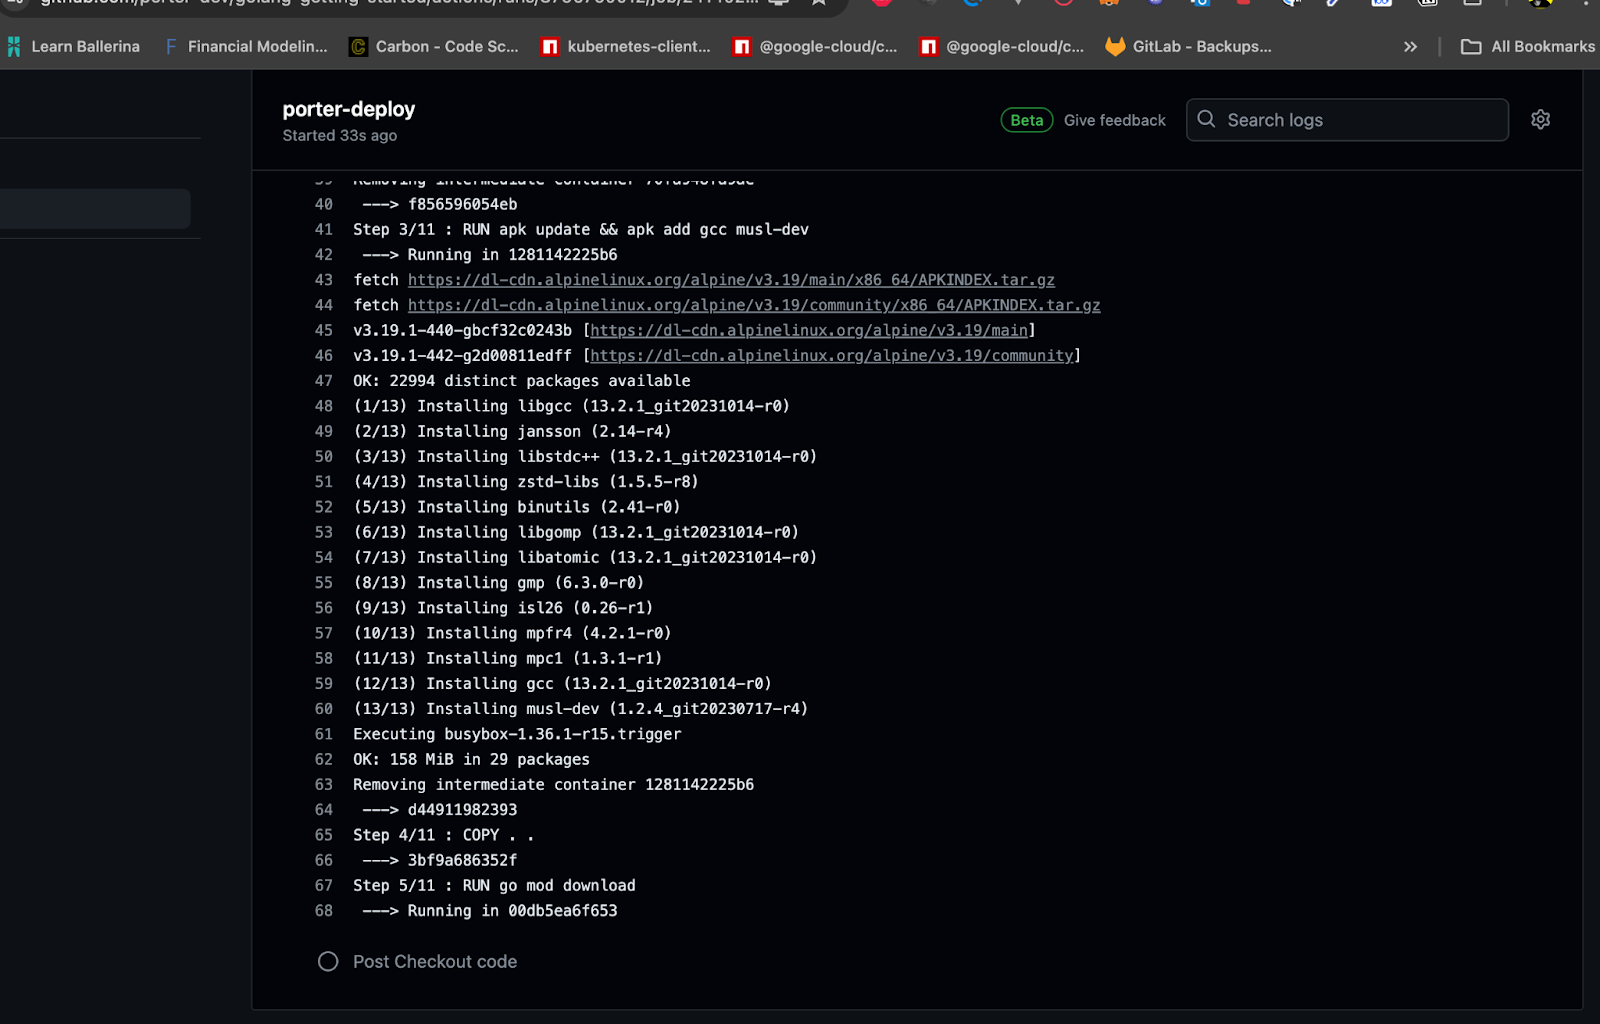 Learn Ballerina
Financial Modelin...
Carbon - Code Sc...
kubernetes-client...
@google-cloud/c...
@google-cloud/c...
GitLab - Backups...
All Bookmarks
porter-deploy
Started 33s ago
Beta
Give feedback
Search logs
39 Removing intermediate container
40 ---> f856596054eb
41 Step 3/11 : RUN apk update && apk add gcc musl-dev
42 ---> Running in 1281142225b6
43 fetch https://dl-cdn.alpinelinux.org/alpine/v3.19/main/x86_64/APKINDEX.tar.gz
44 fetch https://dl-cdn.alpinelinux.org/alpine/v3.19/community/x86_64/APKINDEX.tar.gz
45 v3.19.1-440-gbcf32c0243b [https://dl-cdn.alpinelinux.org/alpine/v3.19/main]
46 v3.19.1-442-g2d00811edff [https://dl-cdn.alpinelinux.org/alpine/v3.19/community]
47 OK: 22994 distinct packages available
48 (1/13) Installing libgcc (13.2.1_git20231014-r0)
49 (2/13) Installing jansson (2.14-r4)
50 (3/13) Installing libstdc++ (13.2.1_git20231014-r0)
51 (4/13) Installing zstd-libs (1.5.5-r8)
52 (5/13) Installing binutils (2.41-r0)
53 (6/13) Installing libgomp (13.2.1_git20231014-r0)
54 (7/13) Installing libatomic (13.2.1_git20231014-r0)
55 (8/13) Installing gmp (6.3.0-r0)
56 (9/13) Installing isl26 (0.26-r1)
57 (10/13) Installing mpfr4 (4.2.1-r0)
58 (11/13) Installing mpc1 (1.3.1-r1)
59 (12/13) Installing gcc (13.2.1_git20231014-r0)
60 (13/13) Installing musl-dev (1.2.4_git20230717-r4)
61 Executing busybox-1.36.1-r15.trigger
62 OK: 158 MiB in 29 packages
63 Removing intermediate container 1281142225b6
64 ---> d44911982393
65 Step 4/11 : COPY . .
66 ---> 3bf9a686352f
67 Step 5/11 : RUN go mod download
68 ---> Running in 00db5ea6f653
Post Checkout code